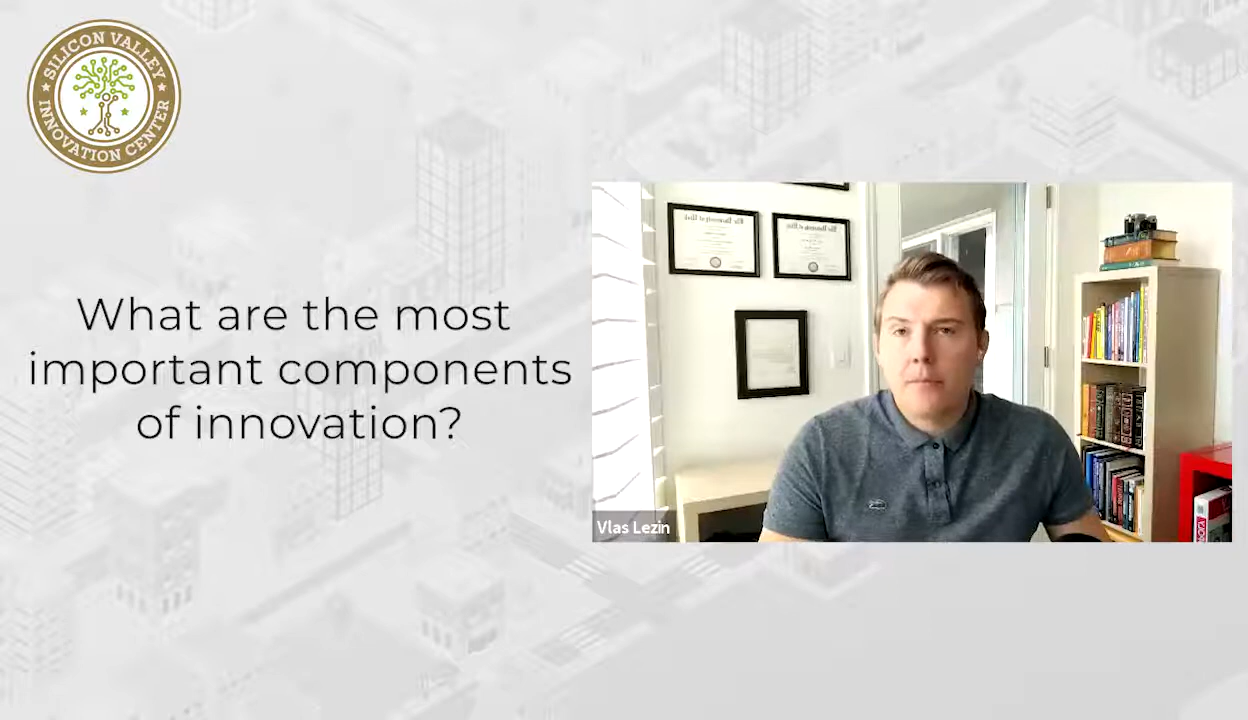 SILICON VALLEY
INNOVATION CENTER
What are the most
important components
of innovation?
Vlas Lezin